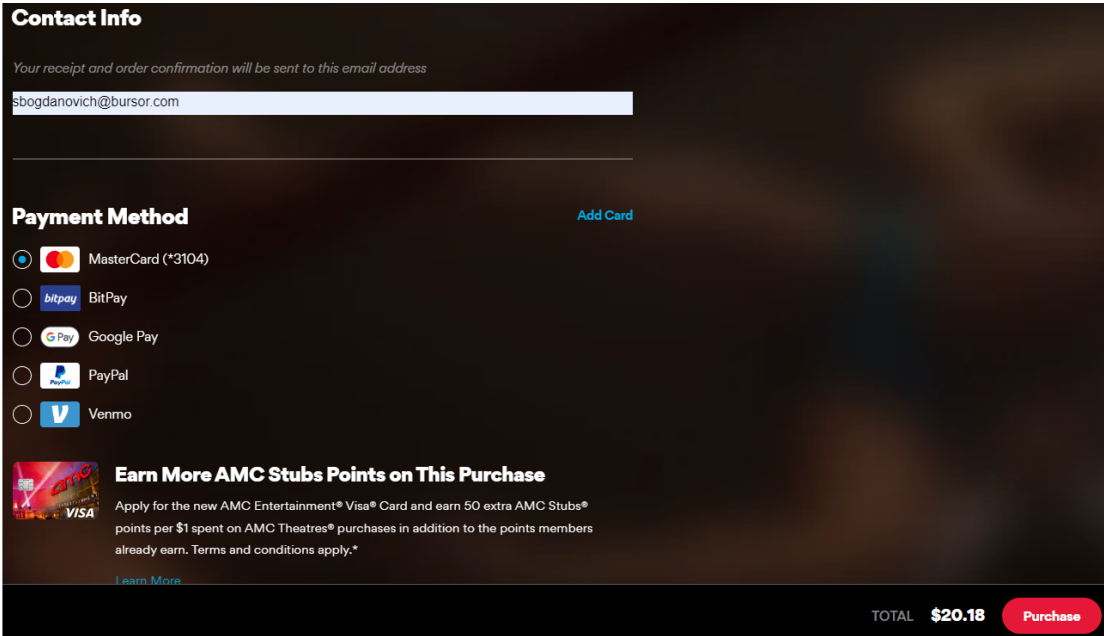 Contact Info
Your receipt and order confirmation will be sent to this email address
sbogdanovich@bursor.com
Payment Method
Add Card
MasterCard (*3104)
bitpay BitPay
G Pay Google Pay
PayPal PayPal
V Venmo
amc
VISA
Earn More AMC Stubs Points on This Purchase
Apply for the new AMC Entertainment® Visa® Card and earn 50 extra AMC Stubs®
points per $1 spent on AMC Theatres® purchases in addition to the points members
already earn. Terms and conditions apply.*
Learn More
TOTAL $20.18 Purchase